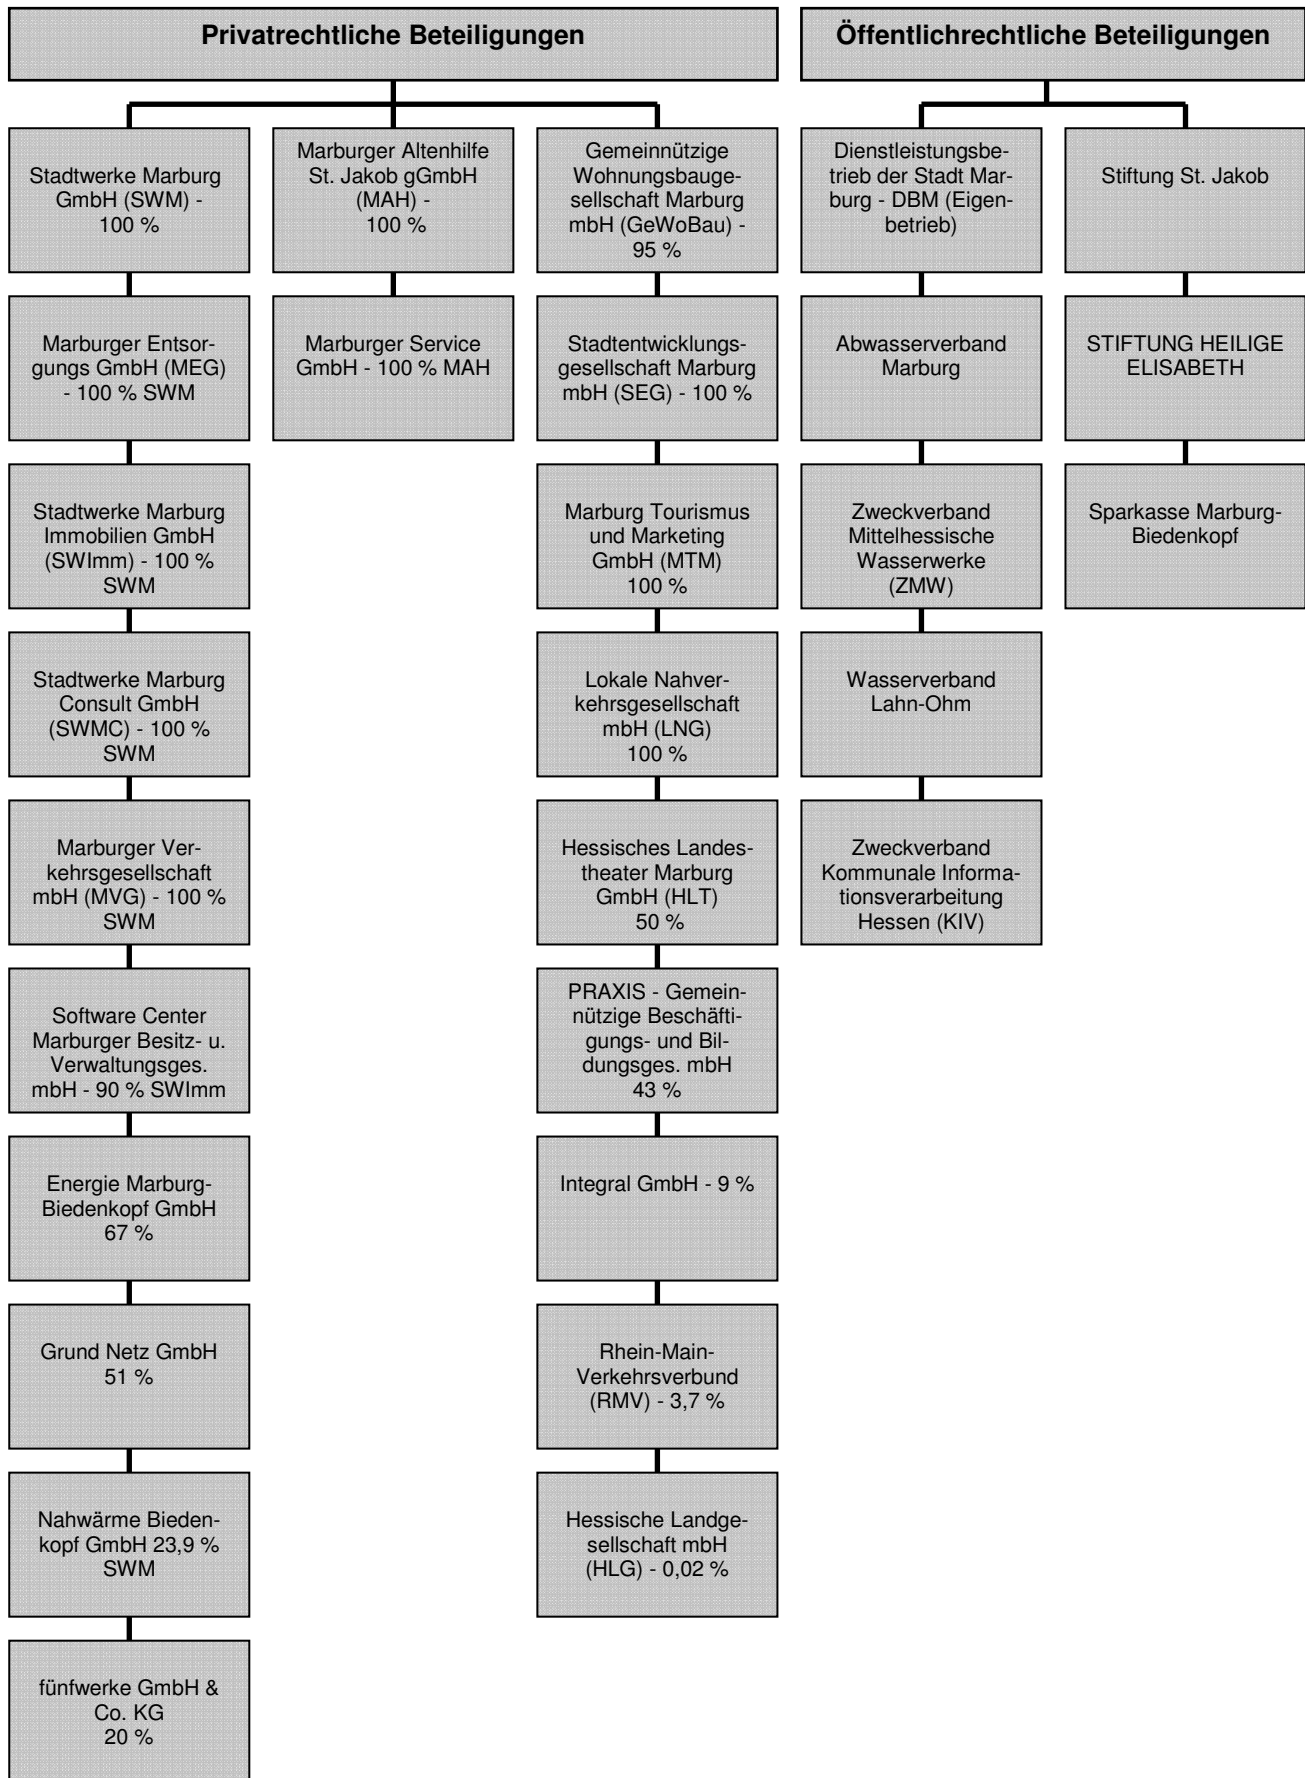 Privatrechtliche Beteiligungen
Stadtwerke Marburg
GmbH (SWM) -
100 %
Marburger Entsor-
gungs GmbH (MEG)
- 100 % SWM
Stadtwerke Marburg
Immobilien GmbH
(SWImm) - 100 %
SWM
Stadtwerke Marburg
Consult GmbH
(SWMC) - 100 %
SWM
Marburger Ver-
kehrsgesellschaft
mbH (MVG) - 100 %
SWM
Software Center
Marburger Besitz- u.
Verwaltungsges.
mbH - 90 % SWImm
Energie Marburg-
Biedenkopf GmbH
67 %
Grund Netz GmbH
51 %
Nahwärme Bieden-
kopf GmbH 23,9 %
SWM
fünfwerke GmbH &
Co. KG
20 %
Marburger Altenhilfe
St. Jakob gGmbH
(MAH) -
100 %
Marburger Service
GmbH - 100 % MAH
Gemeinnützige
Wohnungsbauge-
sellschaft Marburg
mbH (GeWoBau) -
95 %
Stadtentwicklungs-
gesellschaft Marburg
mbH (SEG) - 100 %
Marburg Tourismus
und Marketing
GmbH (MTM)
100 %
Lokale Nahver-
kehrsgesellschaft
mbH (LNG)
100 %
Hessisches Landes-
theater Marburg
GmbH (HLT)
50 %
PRAXIS - Gemein-
nützige Beschäfti-
gungs- und Bil-
dungsges. mbH
43 %
Integral GmbH - 9 %
Rhein-Main-
Verkehrsverbund
(RMV) - 3,7 %
Hessische Landge-
sellschaft mbH
(HLG) - 0,02 %
Öffentlichrechtliche Beteiligungen
Dienstleistungsbe-
trieb der Stadt Mar-
burg - DBM (Eigen-
betrieb)
Abwasserverband
Marburg
Zweckverband
Mittelhessische
Wasserwerke
(ZMW)
Wasserverband
Lahn-Ohm
Zweckverband
Kommunale Informa-
tionsverarbeitung
Hessen (KIV)
Stiftung St. Jakob
STIFTUNG HEILIGE
ELISABETH
Sparkasse Marburg-
Biedenkopf